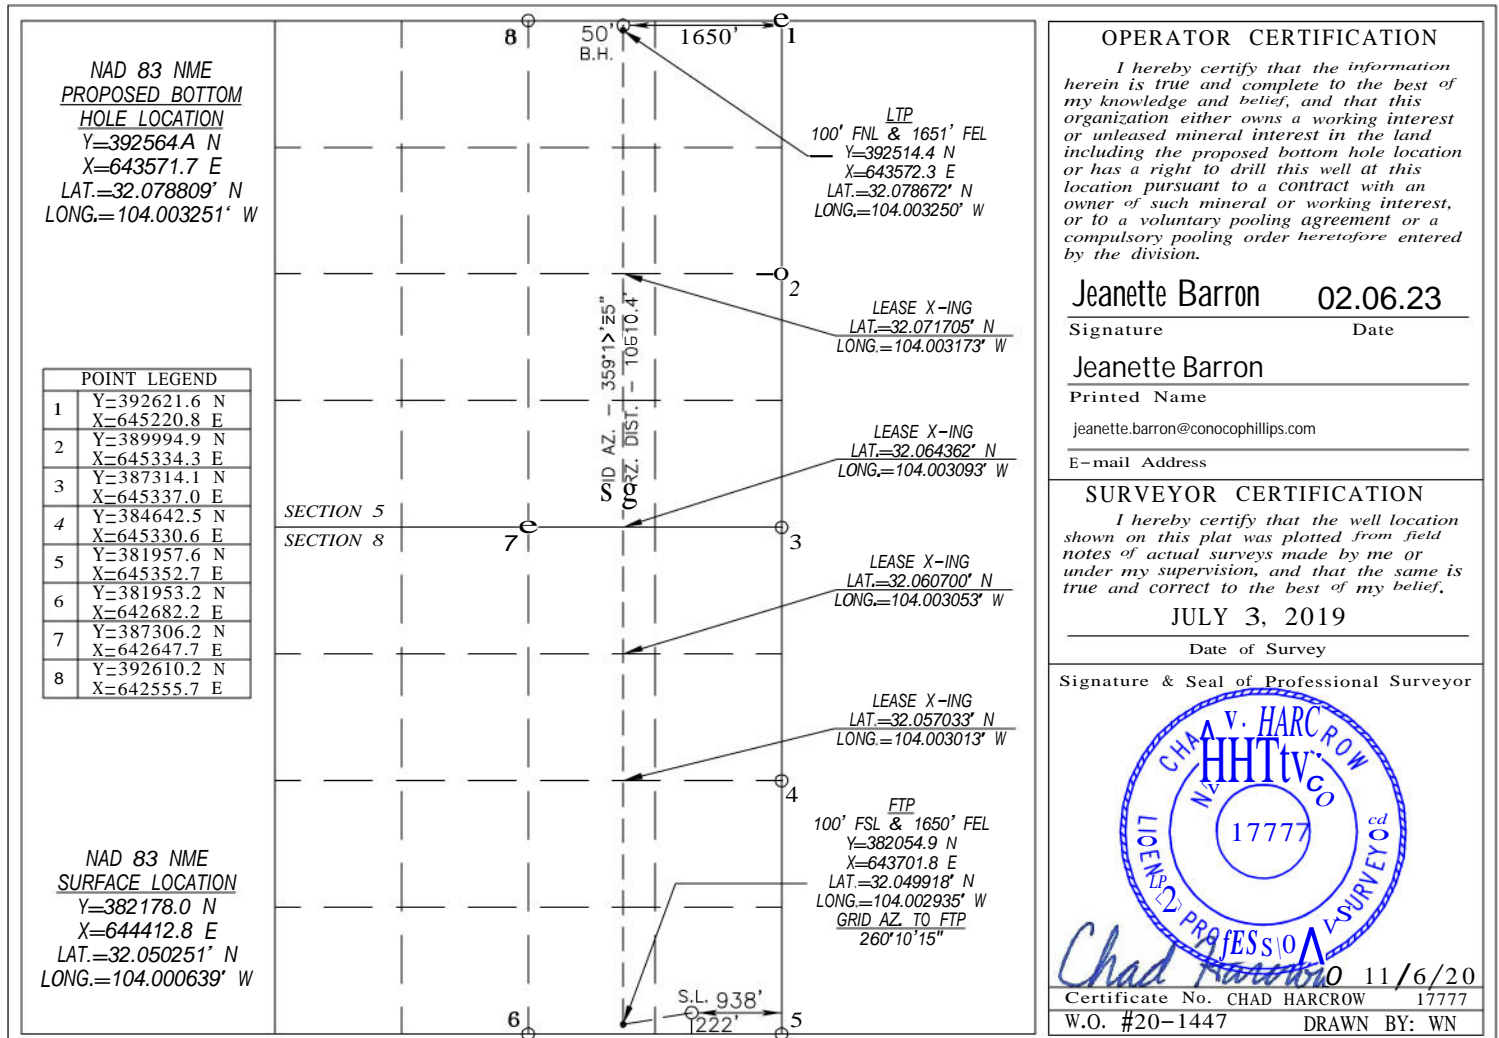 NAD 83 NME
PROPOSED BOTTOM
HOLE LOCATION
Y=392564A N
X=643571.7 E
LAT.=32.078809' N
LONG.=104.003251' W
POINT LEGEND
1 Y=392621.6 N
X=645220.8 E
2 Y=389994.9 N
X=645334.3 E
3 Y=387314.1 N
X=645337.0 E
4 Y=384642.5 N
X=645330.6 E
5 Y=381957.6 N
X=645352.7 E
6 Y=381953.2 N
X=642682.2 E
7 Y=387306.2 N
X=642647.7 E
8 Y=392610.2 N
X=642555.7 E
NAD 83 NME
SURFACE LOCATION
Y=382178.0 N
X=644412.8 E
LAT.=32.050251' N
LONG.=104.000639' W
8
50'
B.H.
1650'
e
1
LTP
100' FNL & 1651' FEL
Y=392514.4 N
X=643572.3 E
LAT.=32.078672' N
LONG.=104.003250' W
2
LEASE X-ING
LAT.=32.071705' N
LONG.=104.003173' W
LEASE X-ING
LAT.=32.064362' N
LONG.=104.003093' W
SECTION 5
SECTION 8
e
7
3
LEASE X-ING
LAT.=32.060700' N
LONG.=104.003053' W
LEASE X-ING
LAT.=32.057033' N
LONG.=104.003013' W
4
FTP
100' FSL & 1650' FEL
Y=382054.9 N
X=643701.8 E
LAT.=32.049918' N
LONG.=104.002935' W
GRID AZ. TO FTP
260°10'15"
S.L. 938'
222'
6
5
OPERATOR CERTIFICATION
I hereby certify that the information
herein is true and complete to the best of
my knowledge and belief, and that this
organization either owns a working interest
or unleased mineral interest in the land
including the proposed bottom hole location
or has a right to drill this well at this
location pursuant to a contract with an
owner of such mineral or working interest,
or to a voluntary pooling agreement or a
compulsory pooling order heretofore entered
by the division.
Jeanette Barron 02.06.23
Signature Date
Jeanette Barron
Printed Name
jeanette.barron@conocophillips.com
E-mail Address
SURVEYOR CERTIFICATION
I hereby certify that the well location
shown on this plat was plotted from field
notes of actual surveys made by me or
under my supervision, and that the same is
true and correct to the best of my belief.
JULY 3, 2019
Date of Survey
Signature & Seal of Professional Surveyor
17777
Chad Harcrow 11/6/20
Certificate No. CHAD HARCROW 17777
W.O. #20-1447 DRAWN BY: WN